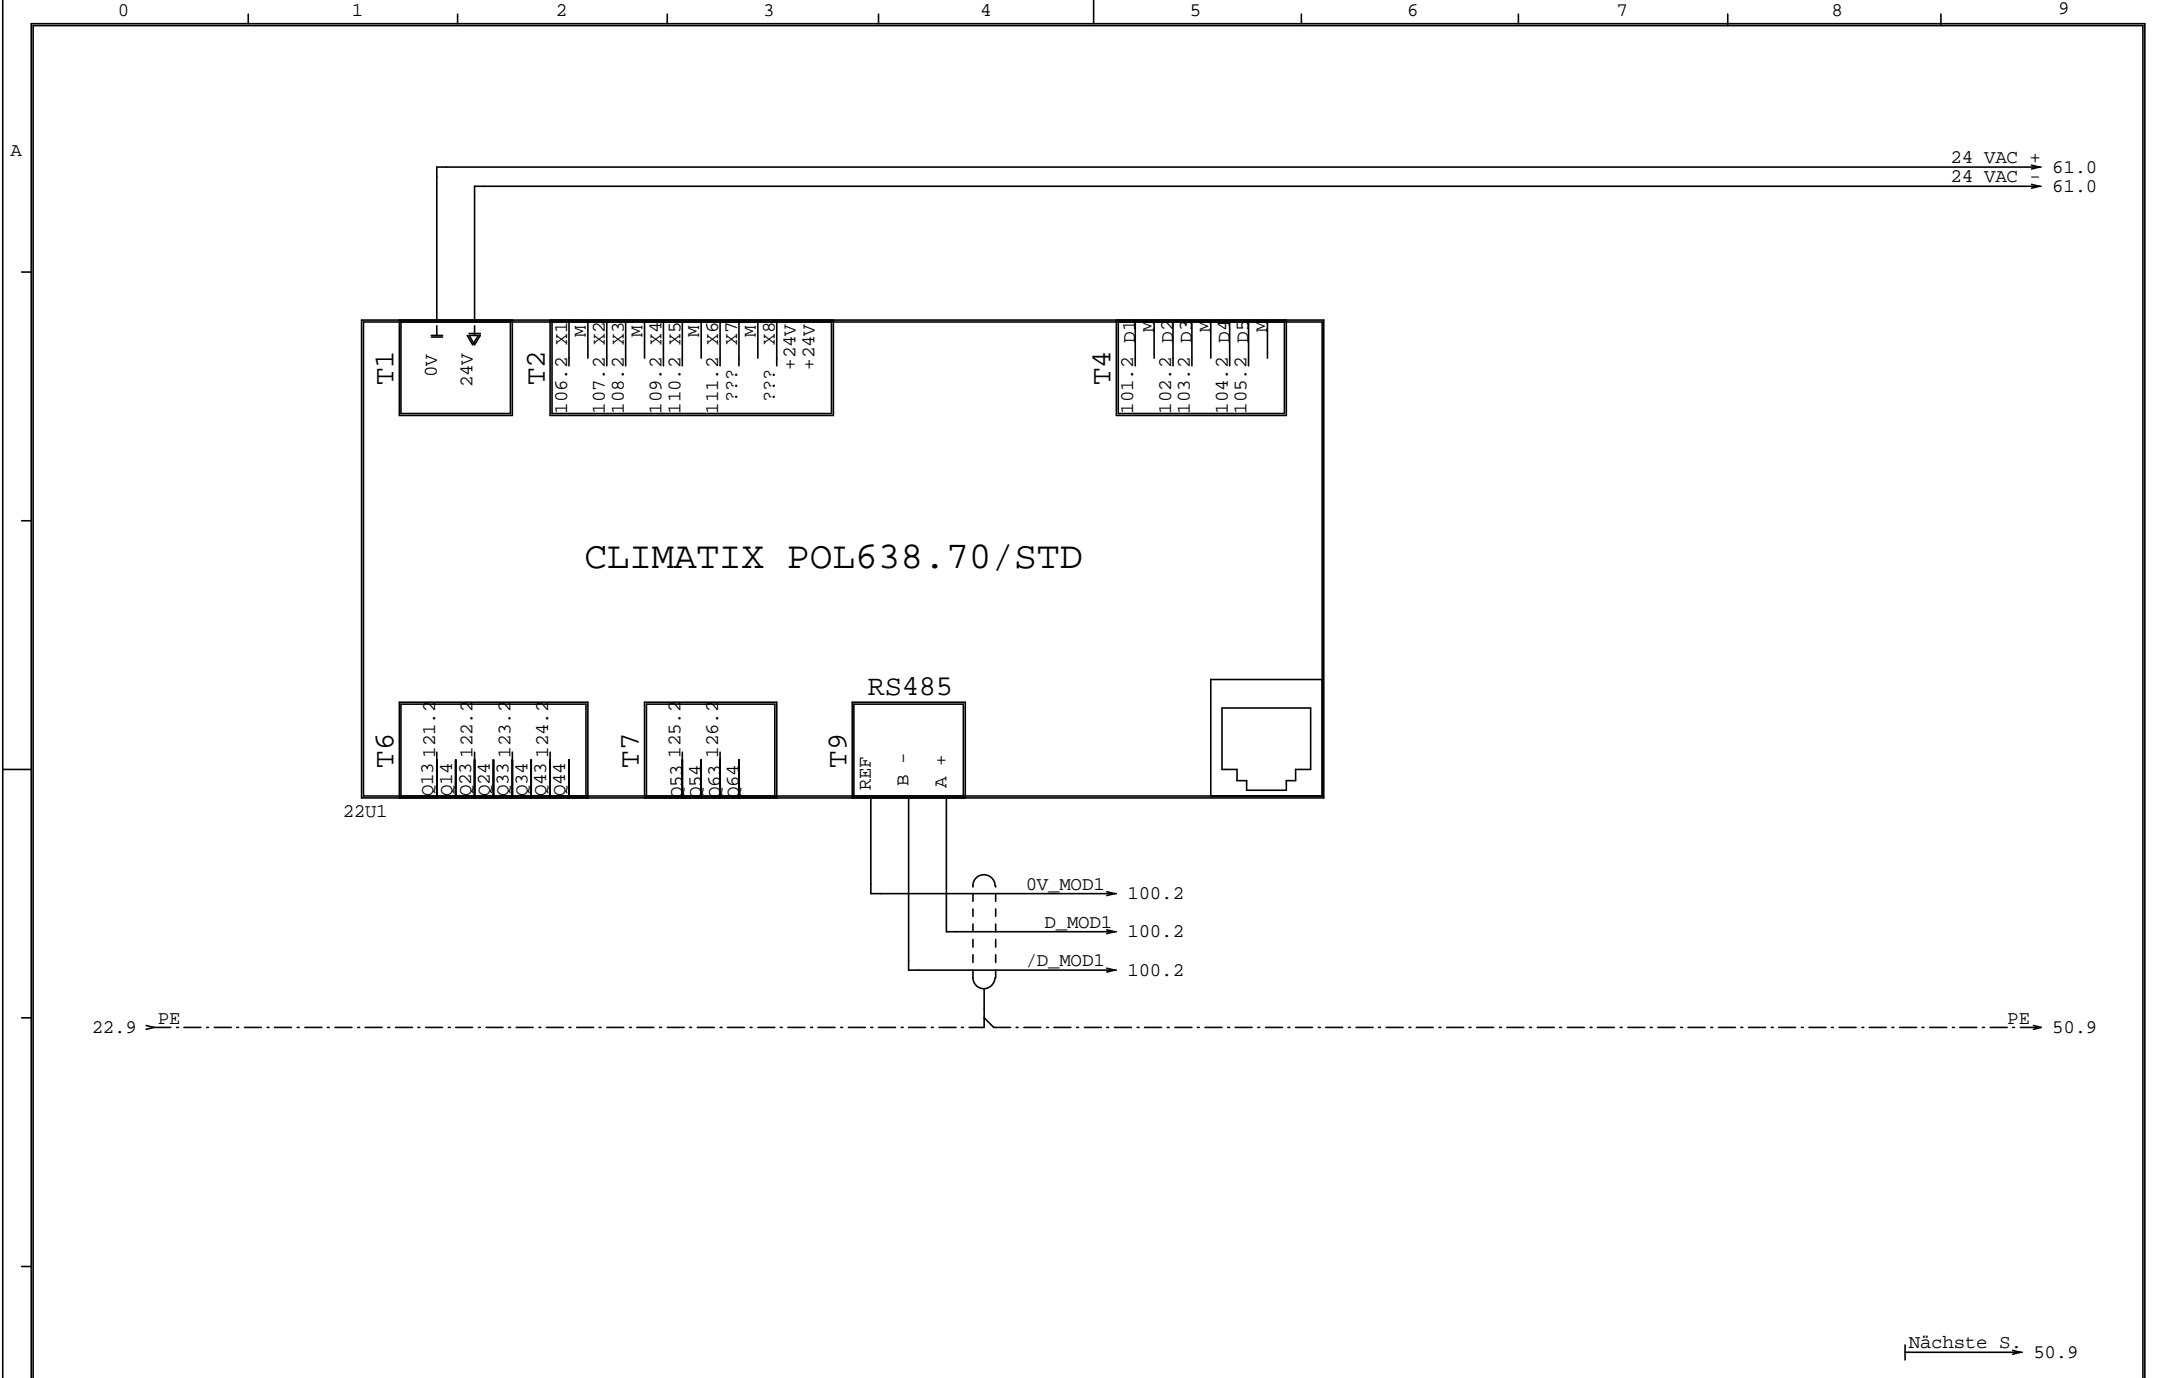 0 1 2 3 4 5 6 7 8 9
A
24 VAC + 61.0
24 VAC - 61.0
T1
0V
24V
T2
106.2 X1
M
107.2 X2
108.2 X3
M
109.2 X4
110.2 X5
M
111.2 X6
??? X7
M
??? X8
+24V
+24V
T4
101.2 D1
M
102.2 D2
103.2 D3
M
104.2 D4
105.2 D5
M
CLIMATIX POL638.70/STD
T6
Q13 121.2
Q14
Q23 122.2
Q24
Q33 123.2
Q34
Q43 124.2
Q44
T7
Q53 125.2
Q54
Q63 126.2
Q64
RS485
T9
REF
B -
A +
22U1
0V_MOD1 100.2
D_MOD1 100.2
/D_MOD1 100.2
22.9 PE
PE 50.9
Nächste S. 50.9